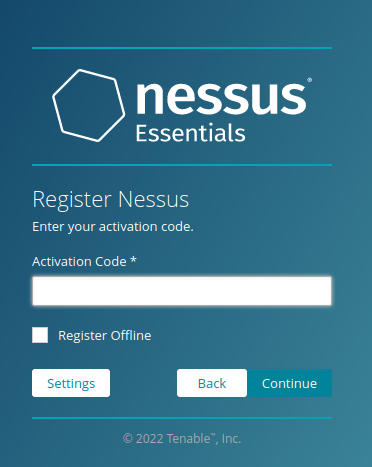 nessus®
Essentials
Register Nessus
Enter your activation code.
Activation Code *
Register Offline
Settings
Back
Continue
© 2022 Tenable™, Inc.